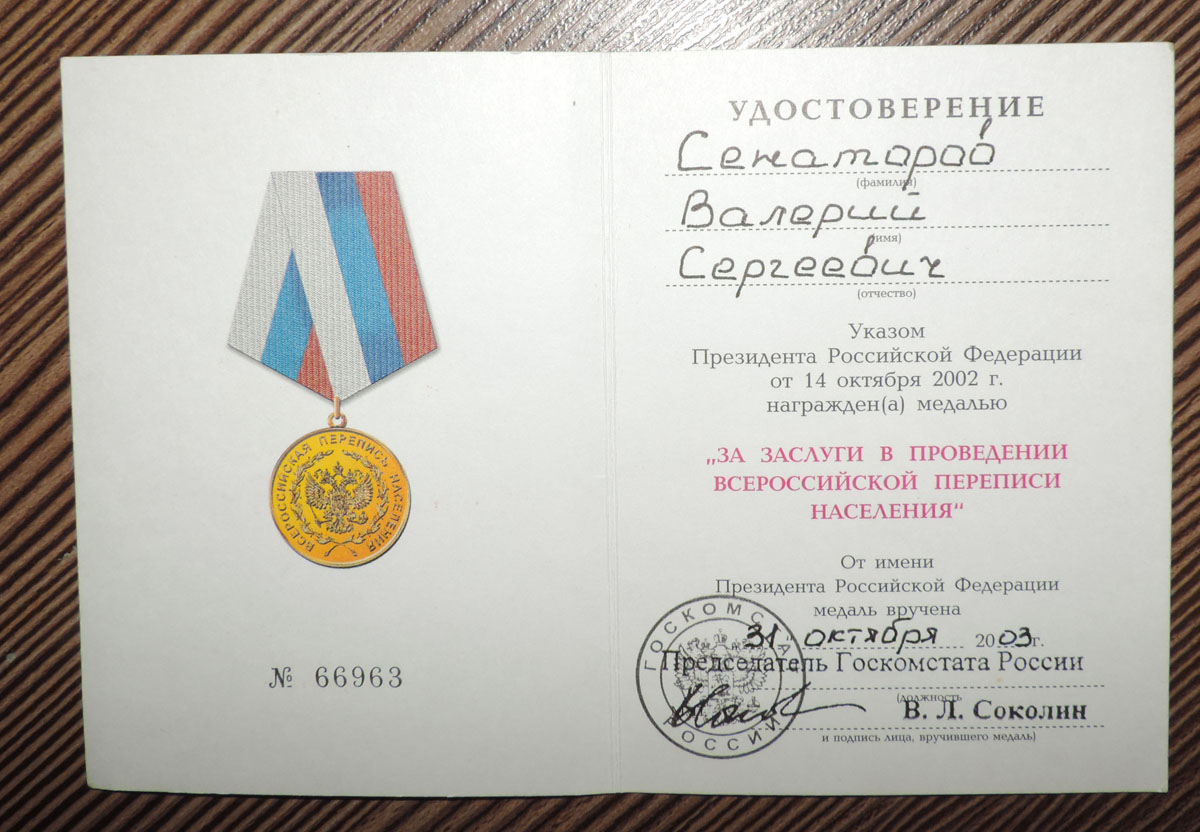 ВСЕРОССИЙСКАЯ ПЕРЕПИСЬ НАСЕЛЕНИЯ
№ 66963
УДОСТОВЕРЕНИЕ
Сенаторов
(фамилия)
Валерий
(имя)
Сергеевич
(отчество)
Указом
Президента Российской Федерации
от 14 октября 2002 г.
награжден(а) медалью
„ЗА ЗАСЛУГИ В ПРОВЕДЕНИИ
ВСЕРОССИЙСКОЙ ПЕРЕПИСИ
НАСЕЛЕНИЯ“
От имени
Президента Российской Федерации
медаль вручена
31 октября 2003 г.
Председатель Госкомстата России
(должность
В. Л. Соколин
и подпись лица, вручившего медаль)
ГОСКОМСТАТ
РОССИИ